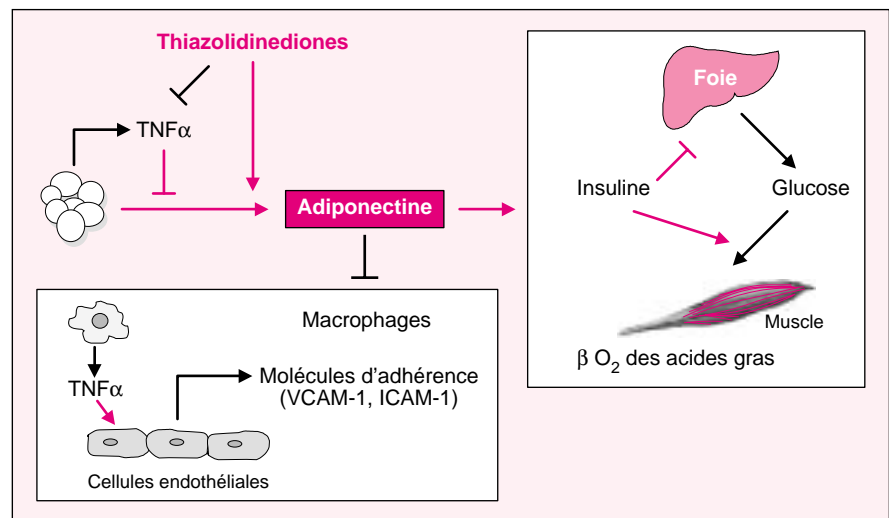 Thiazolidinediones
TNFα
Adiponectine
Foie
Insuline
Glucose
Muscle
β O2 des acides gras
Macrophages
TNFα
Molécules d'adhérence
(VCAM-1, ICAM-1)
Cellules endothéliales